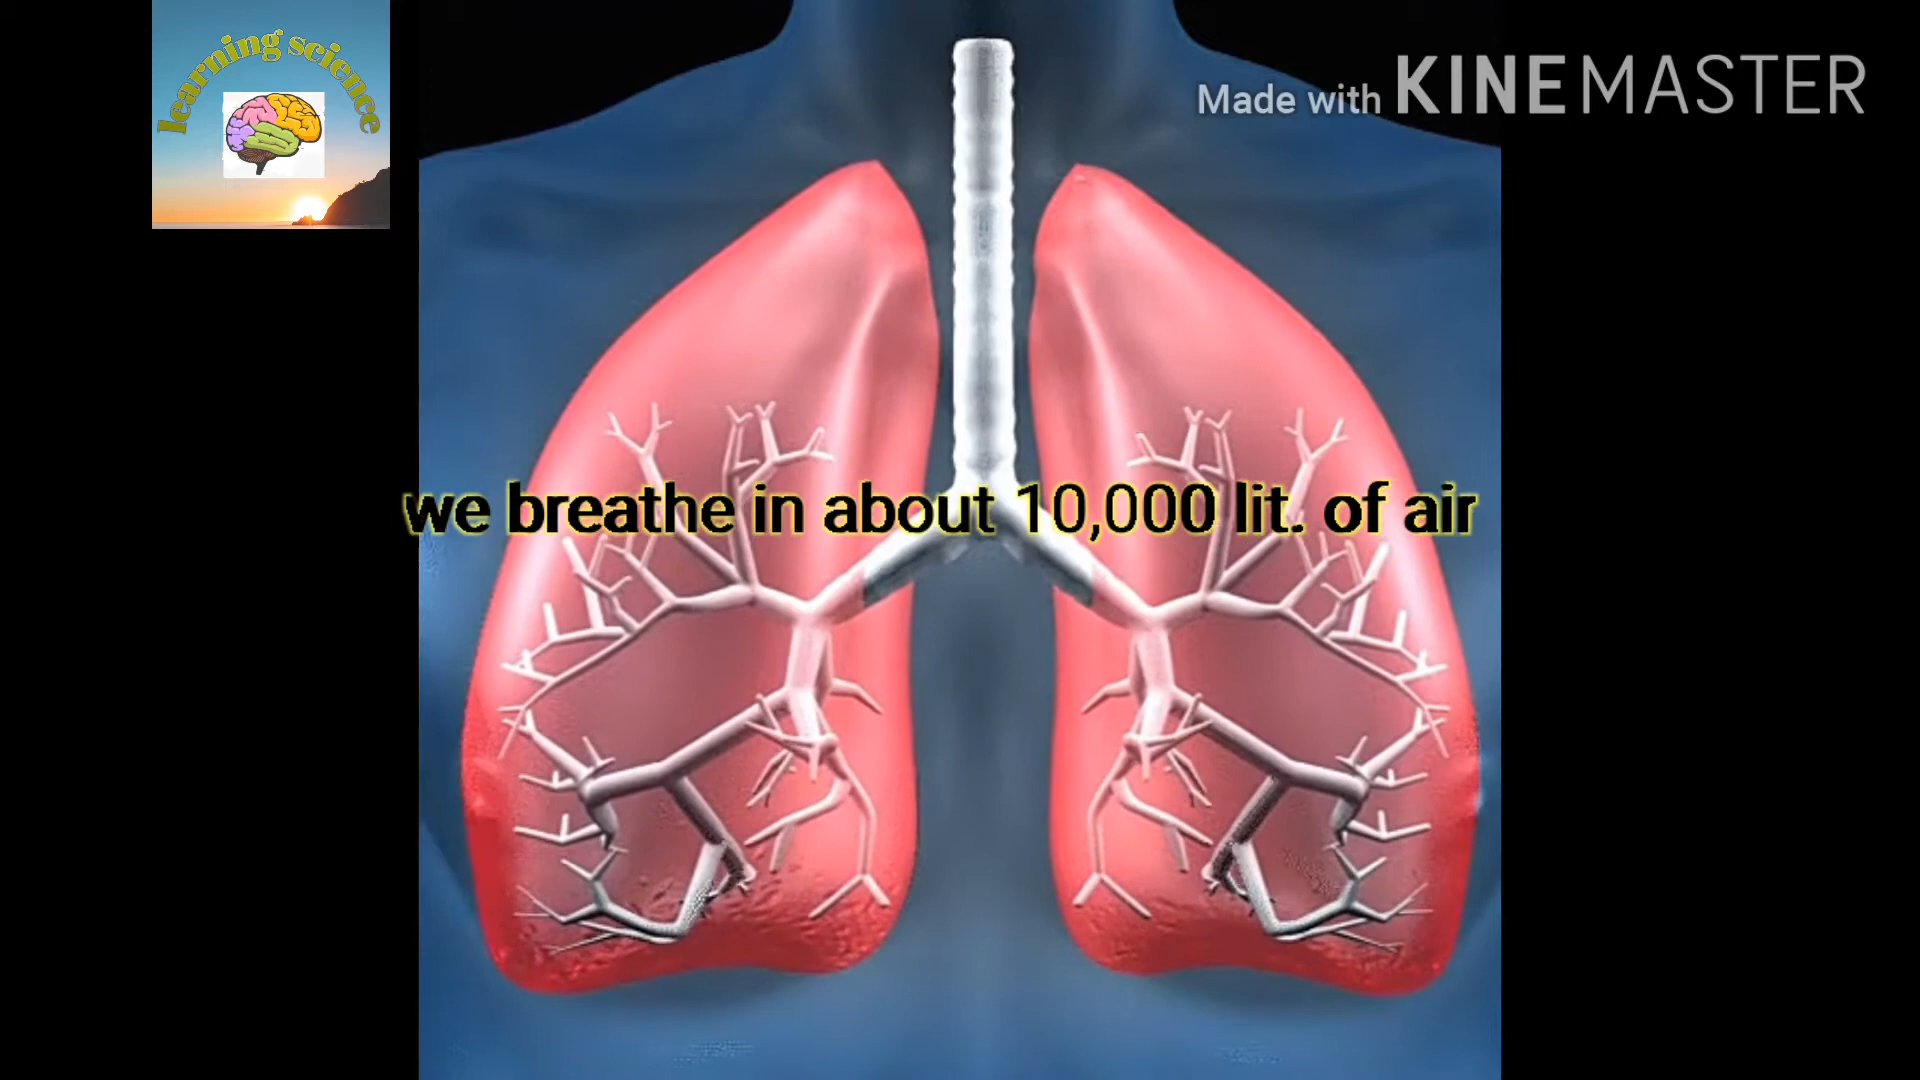 learning science
Made with KINEMASTER
we breathe in about 10,000 lit. of air